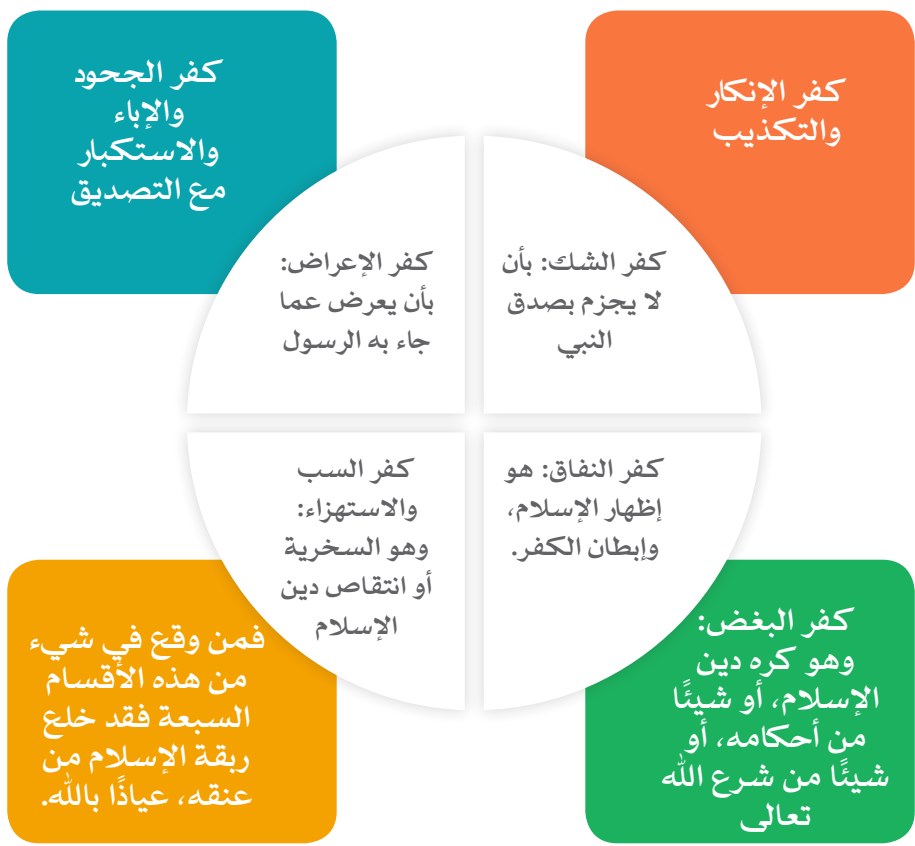 كفر الإنكار
والتكذيب
كفر الجحود
والإباء
والاستكبار
مع التصديق
كفر الشك: بأن
لا يجزم بصدق
النبي
كفر الإعراض:
بأن يعرض عما
جاء به الرسول
كفر النفاق: هو
إظهار الإسلام،
وإبطان الكفر.
كفر السب
والاستهزاء:
وهو السخرية
أو انتقاص دين
الإسلام
كفر البغض:
وهو كره دين
الإسلام، أو شيئًا
من أحكامه، أو
شيئًا من شرع الله
تعالى
فمن وقع في شيء
من هذه الأقسام
السبعة فقد خلع
ربقة الإسلام من
عنقه، عياذًا بالله.